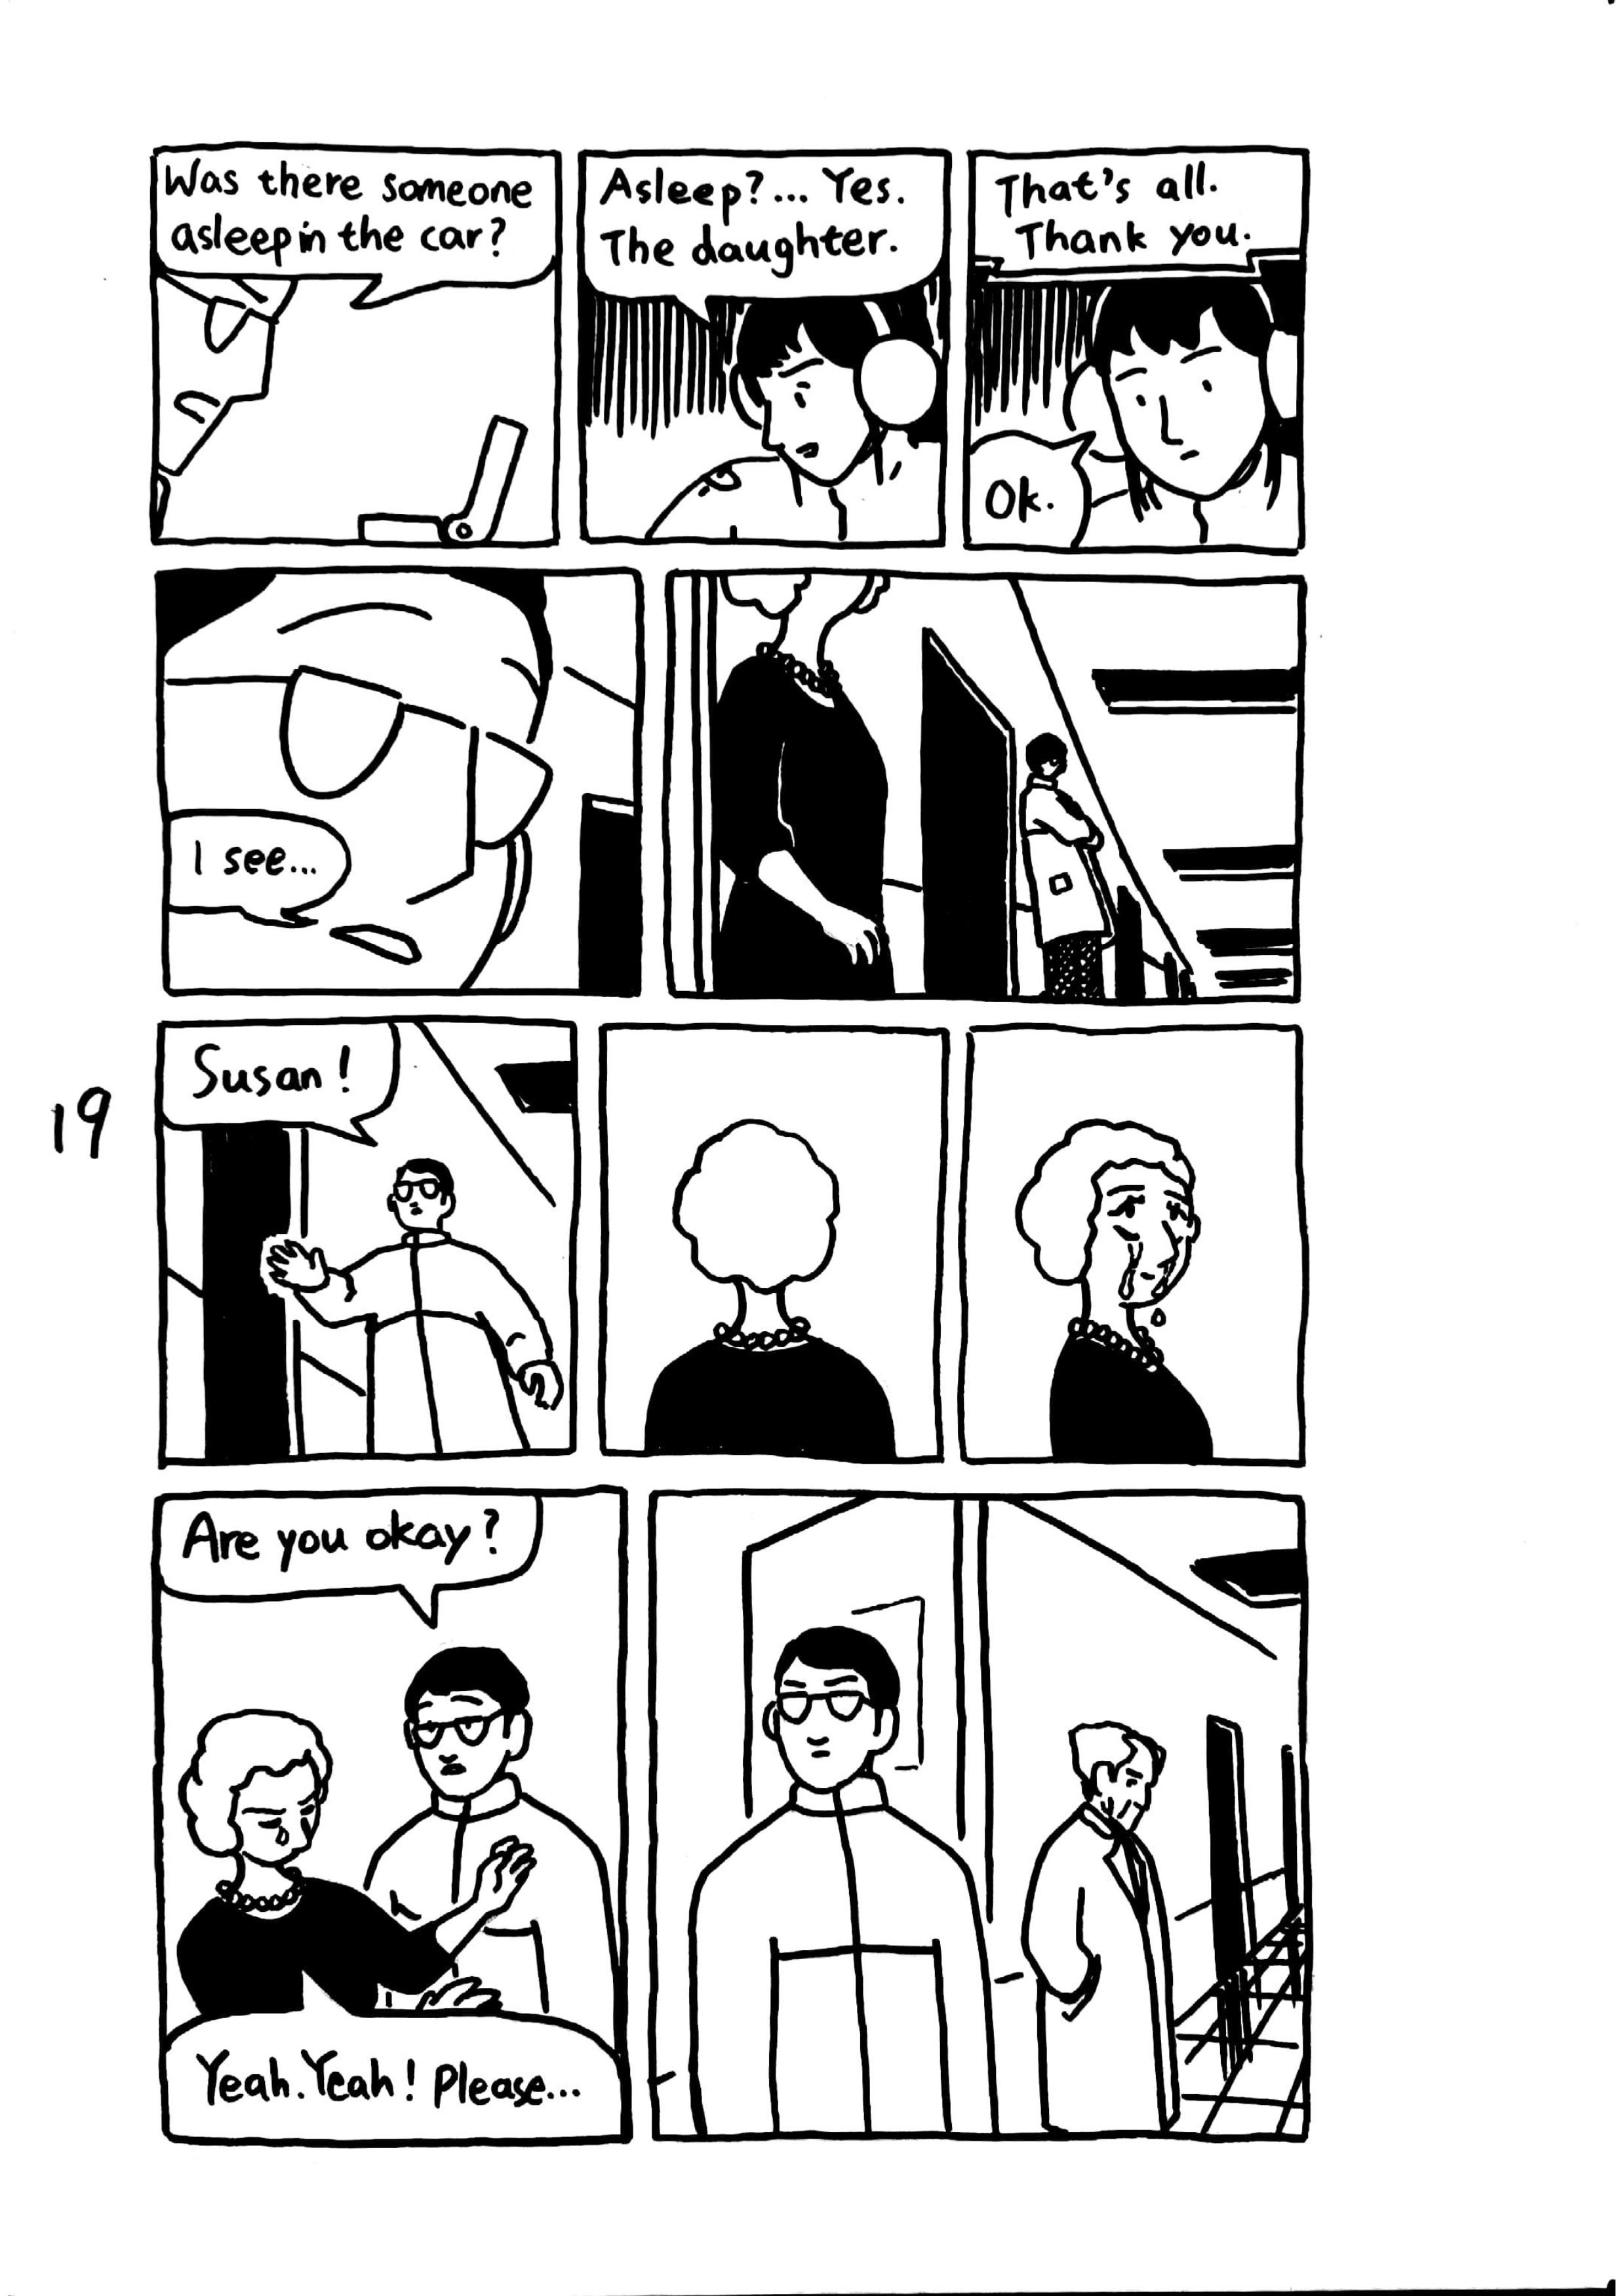 Was there someone
asleep in the car?
Asleep?... Yes.
The daughter.
That's all.
Thank you.
Ok.
I see...
Susan!
19
Are you okay?
Yeah. Yeah! Please...